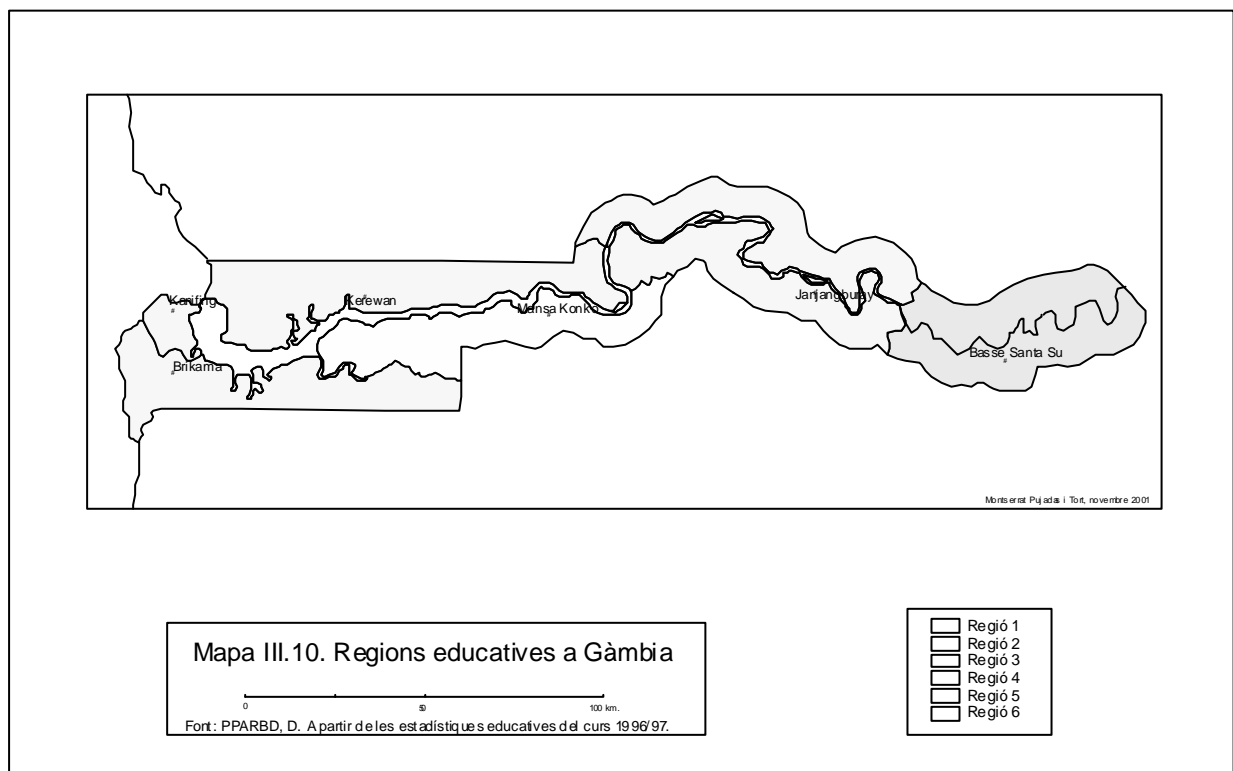 Kanifing
Kerewan
Mansa Konko
Janjangburay
Brikama
Basse Santa Su
Montserrat Pujadas i Tort, novembre 2001
Mapa III.10. Regions educatives a Gàmbia
0 50 100 km.
Font: PPARBD, D. A partir de les estadístiques educatives del curs 1996/97.
Regió 1
Regió 2
Regió 3
Regió 4
Regió 5
Regió 6